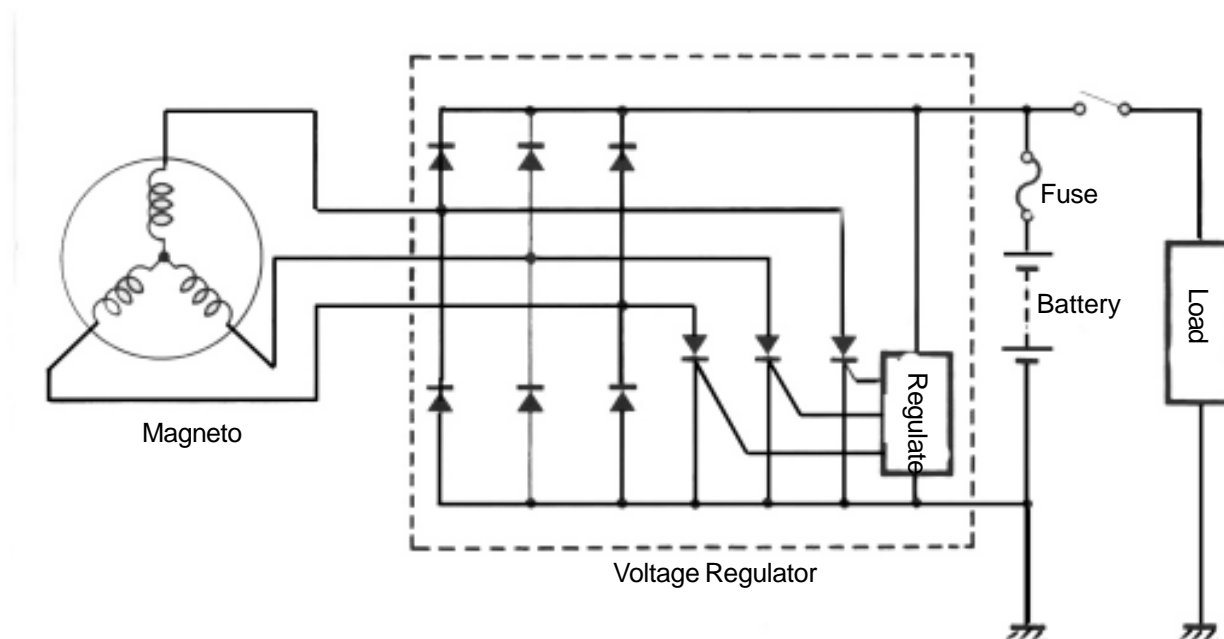 Fuse
Battery
Load
Regulate
Magneto
Voltage Regulator